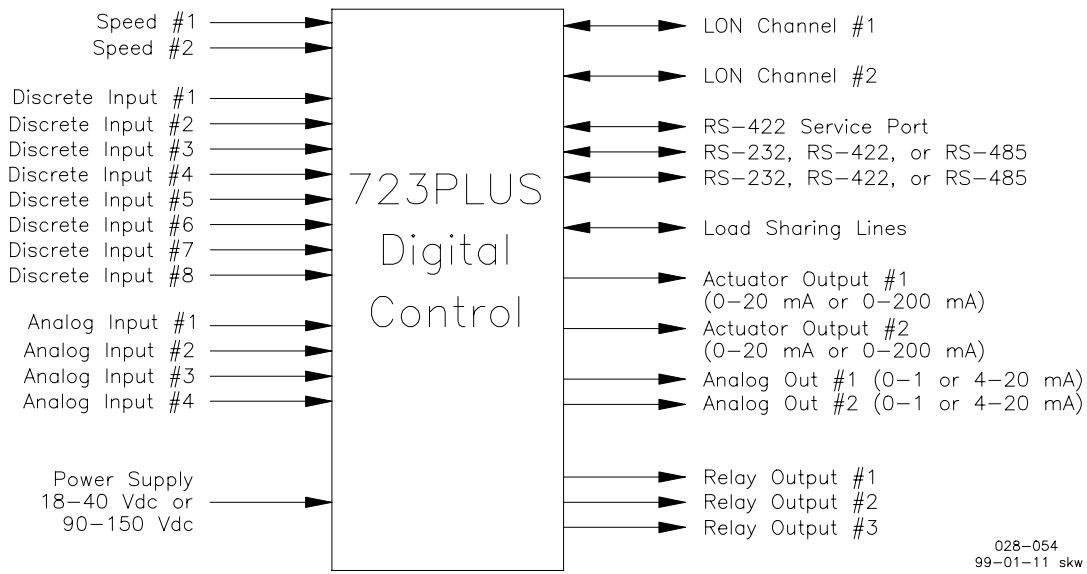 Speed #1
Speed #2
Discrete Input #1
Discrete Input #2
Discrete Input #3
Discrete Input #4
Discrete Input #5
Discrete Input #6
Discrete Input #7
Discrete Input #8
Analog Input #1
Analog Input #2
Analog Input #3
Analog Input #4
Power Supply
18-40 Vdc or
90-150 Vdc
723PLUS
Digital
Control
LON Channel #1
LON Channel #2
RS-422 Service Port
RS-232, RS-422, or RS-485
RS-232, RS-422, or RS-485
Load Sharing Lines
Actuator Output #1
(0-20 mA or 0-200 mA)
Actuator Output #2
(0-20 mA or 0-200 mA)
Analog Out #1 (0-1 or 4-20 mA)
Analog Out #2 (0-1 or 4-20 mA)
Relay Output #1
Relay Output #2
Relay Output #3
028-054
99-01-11 skw